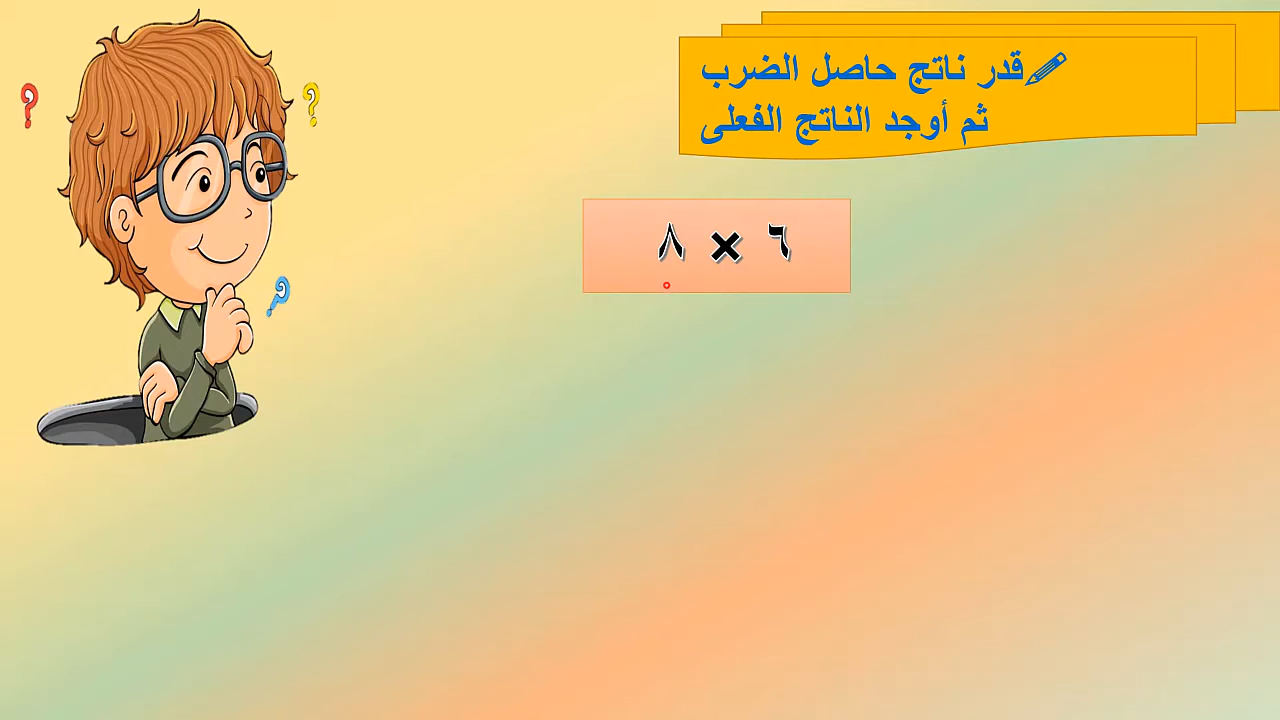 قدر ناتج حاصل الضرب
ثم أوجد الناتج الفعلى
٦ × ٨